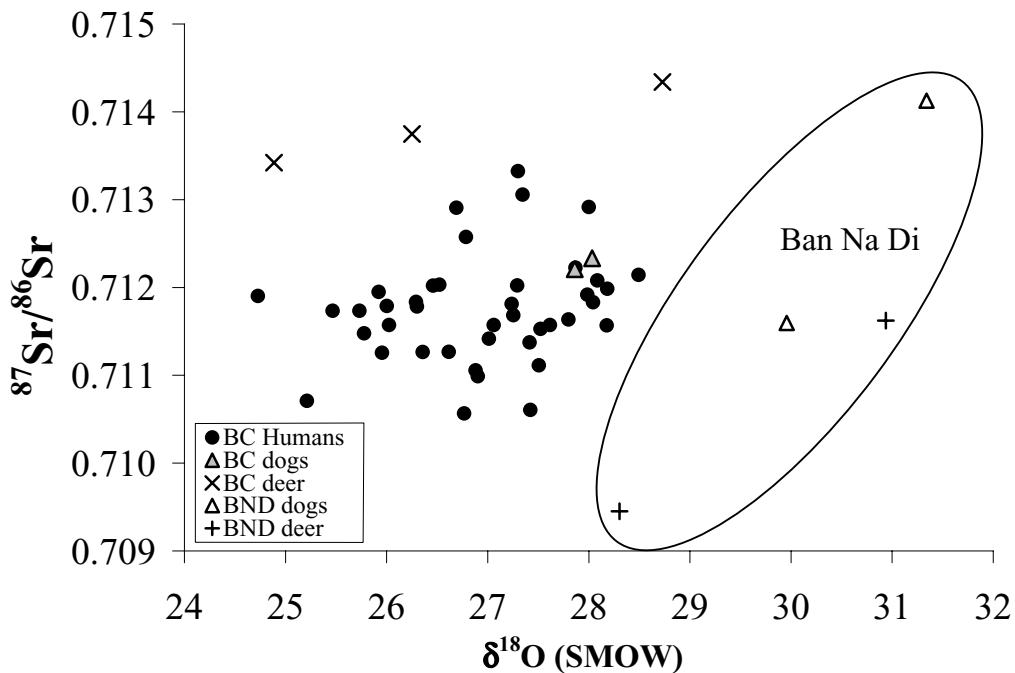 0.715
0.714
0.713
0.712
0.711
0.710
0.709
⁸⁷Sr/⁸⁶Sr
Ban Na Di
BC Humans
BC dogs
BC deer
BND dogs
BND deer
24 25 26 27 28 29 30 31 32
δ¹⁸O (SMOW)